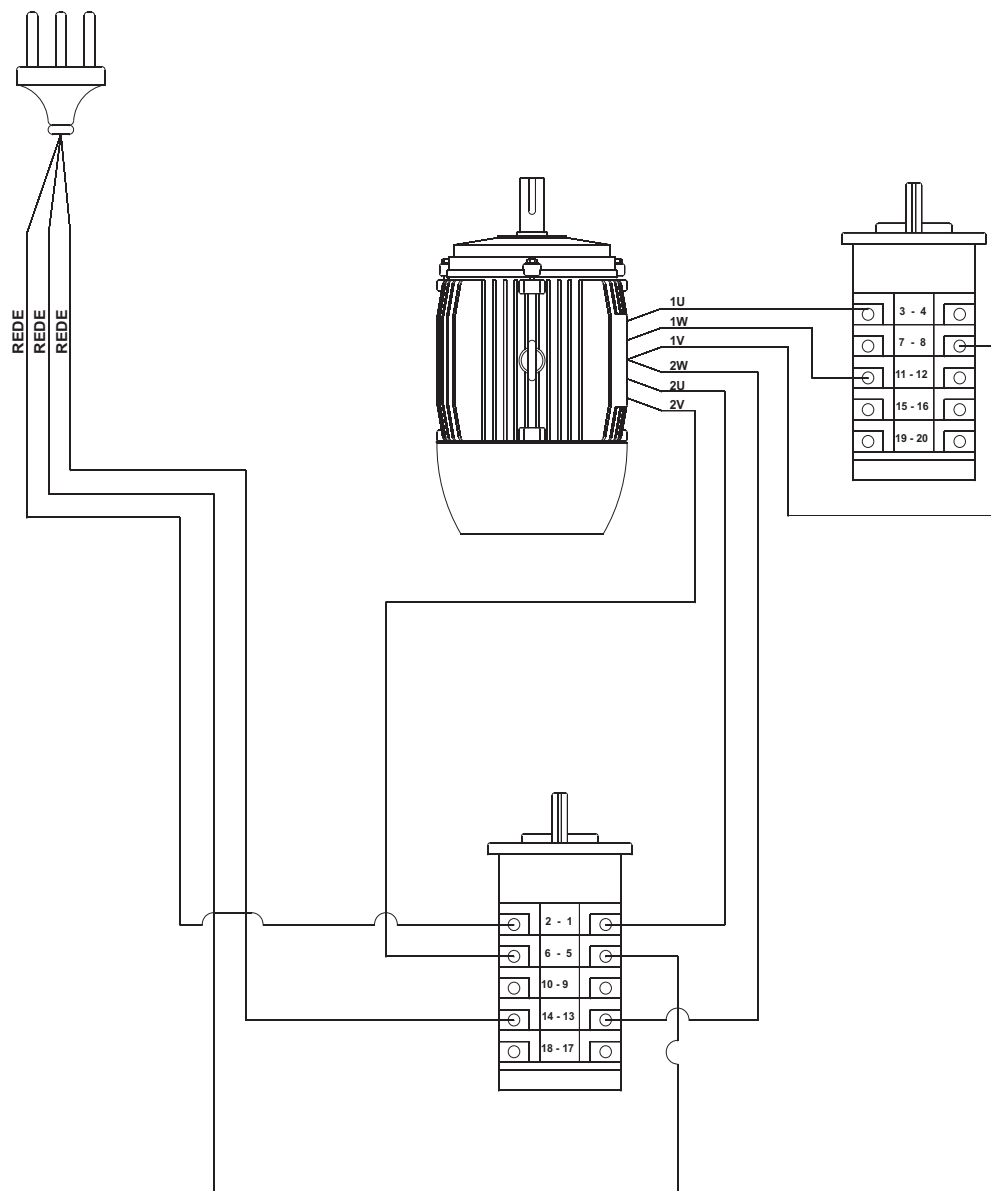 REDE
REDE
REDE
1U
1W
1V
2W
2U
2V
3 - 4
7 - 8
11 - 12
15 - 16
19 - 20
2 - 1
6 - 5
10 - 9
14 - 13
18 - 17